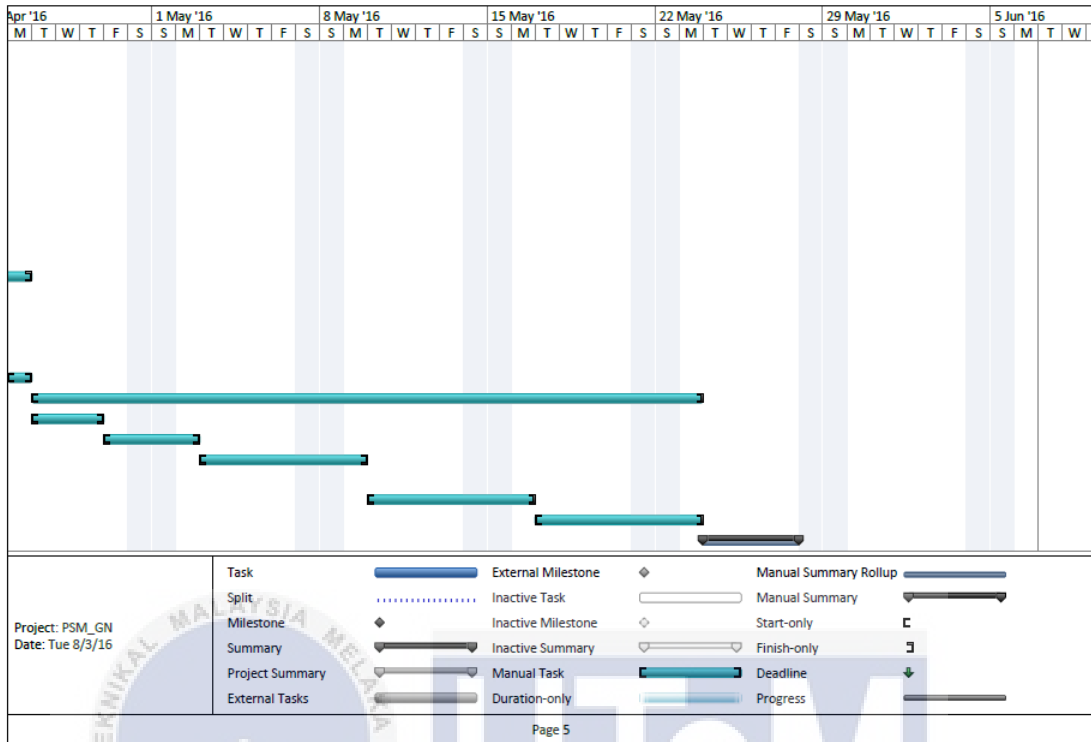 Apr '16 1 May '16 8 May '16 15 May '16 22 May '16 29 May '16 5 Jun '16
M T W T F S S M T W T F S S M T W T F S S M T W T F S S M T W T F S S M T W T F S S M T W
Project: PSM_GN
Date: Tue 8/3/16
Task
Split
Milestone
Summary
Project Summary
External Tasks
External Milestone
Inactive Task
Inactive Milestone
Inactive Summary
Manual Task
Duration-only
Manual Summary Rollup
Manual Summary
Start-only
Finish-only
Deadline
Progress
Page 5
MALAYSIA